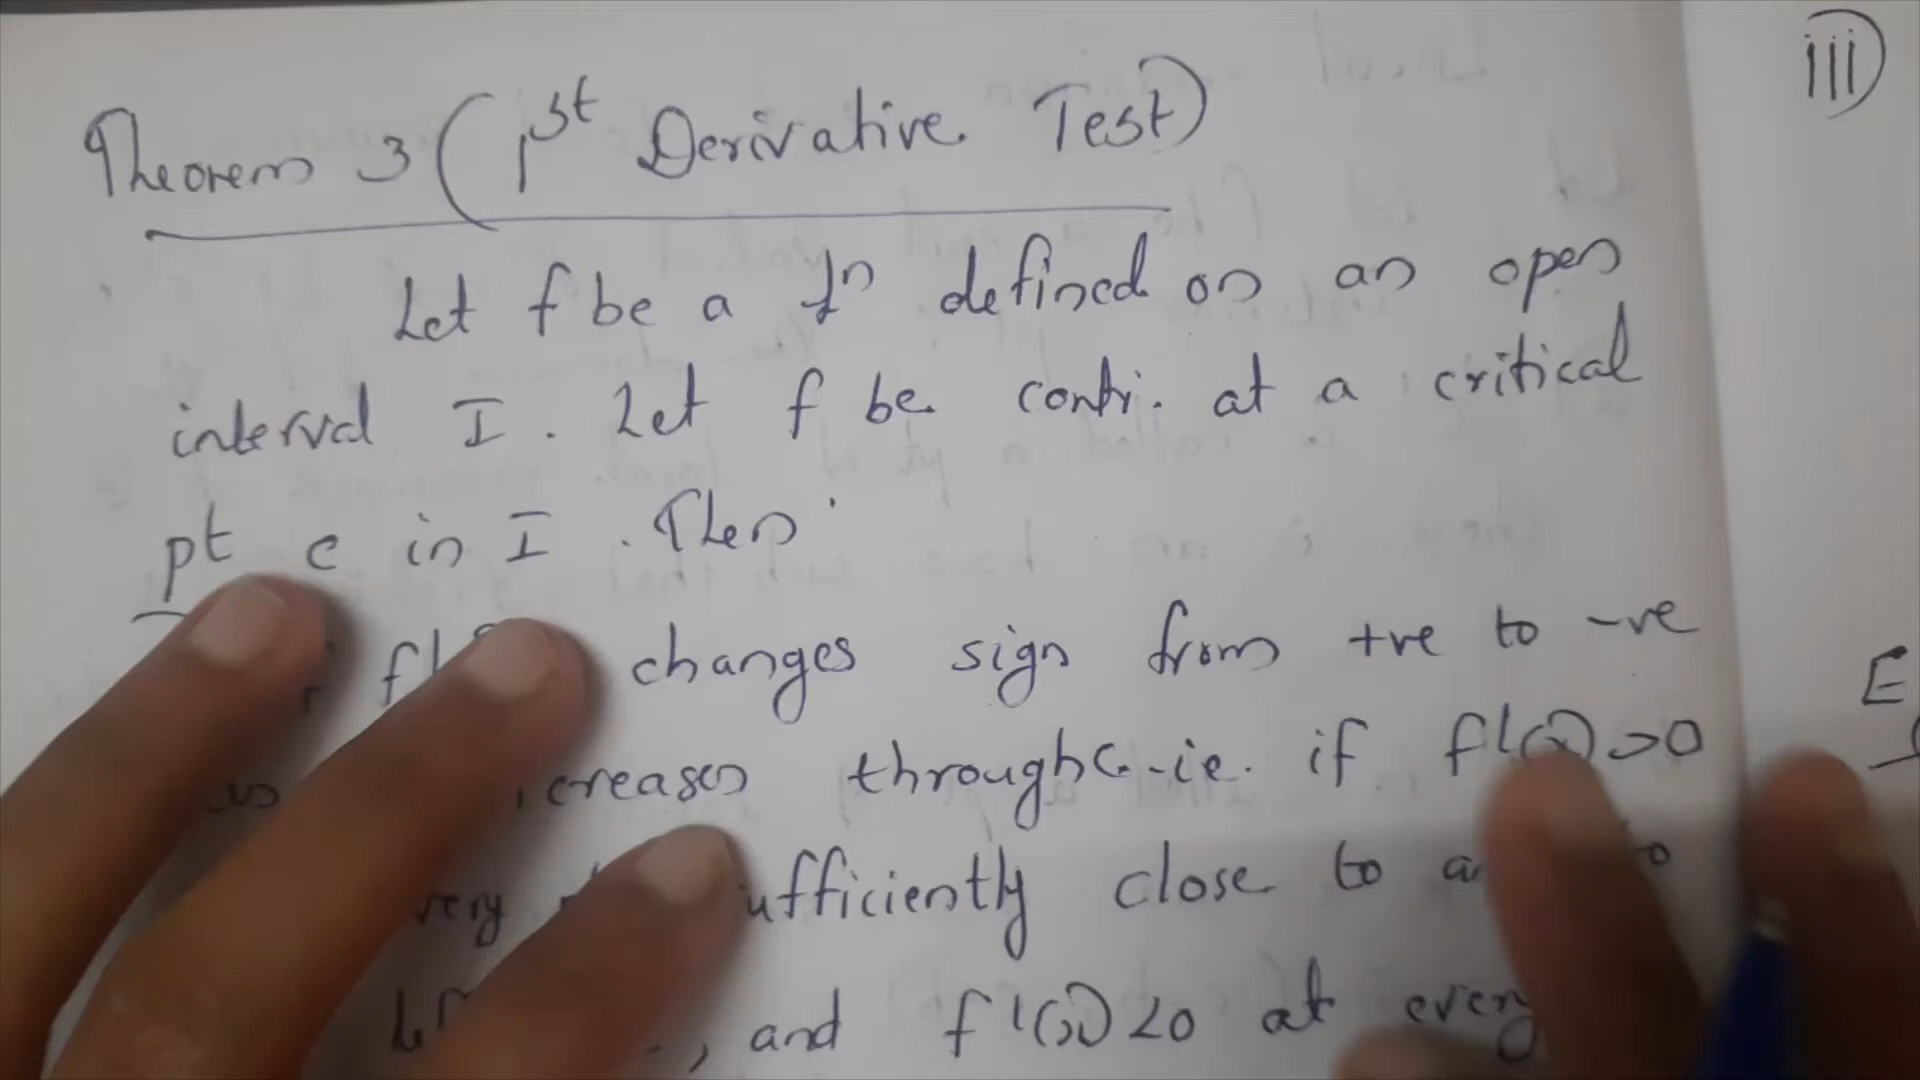 iii)
Theorem 3 (1st Derivative Test)
Let f be a fn defined on an open
interval I. Let f be conti. at a critical
pt c in I. Then
changes sign from +ve to -ve
creases through c. ie. if f'(x) >0
sufficiently close to
and f'(x) <0 at every
E